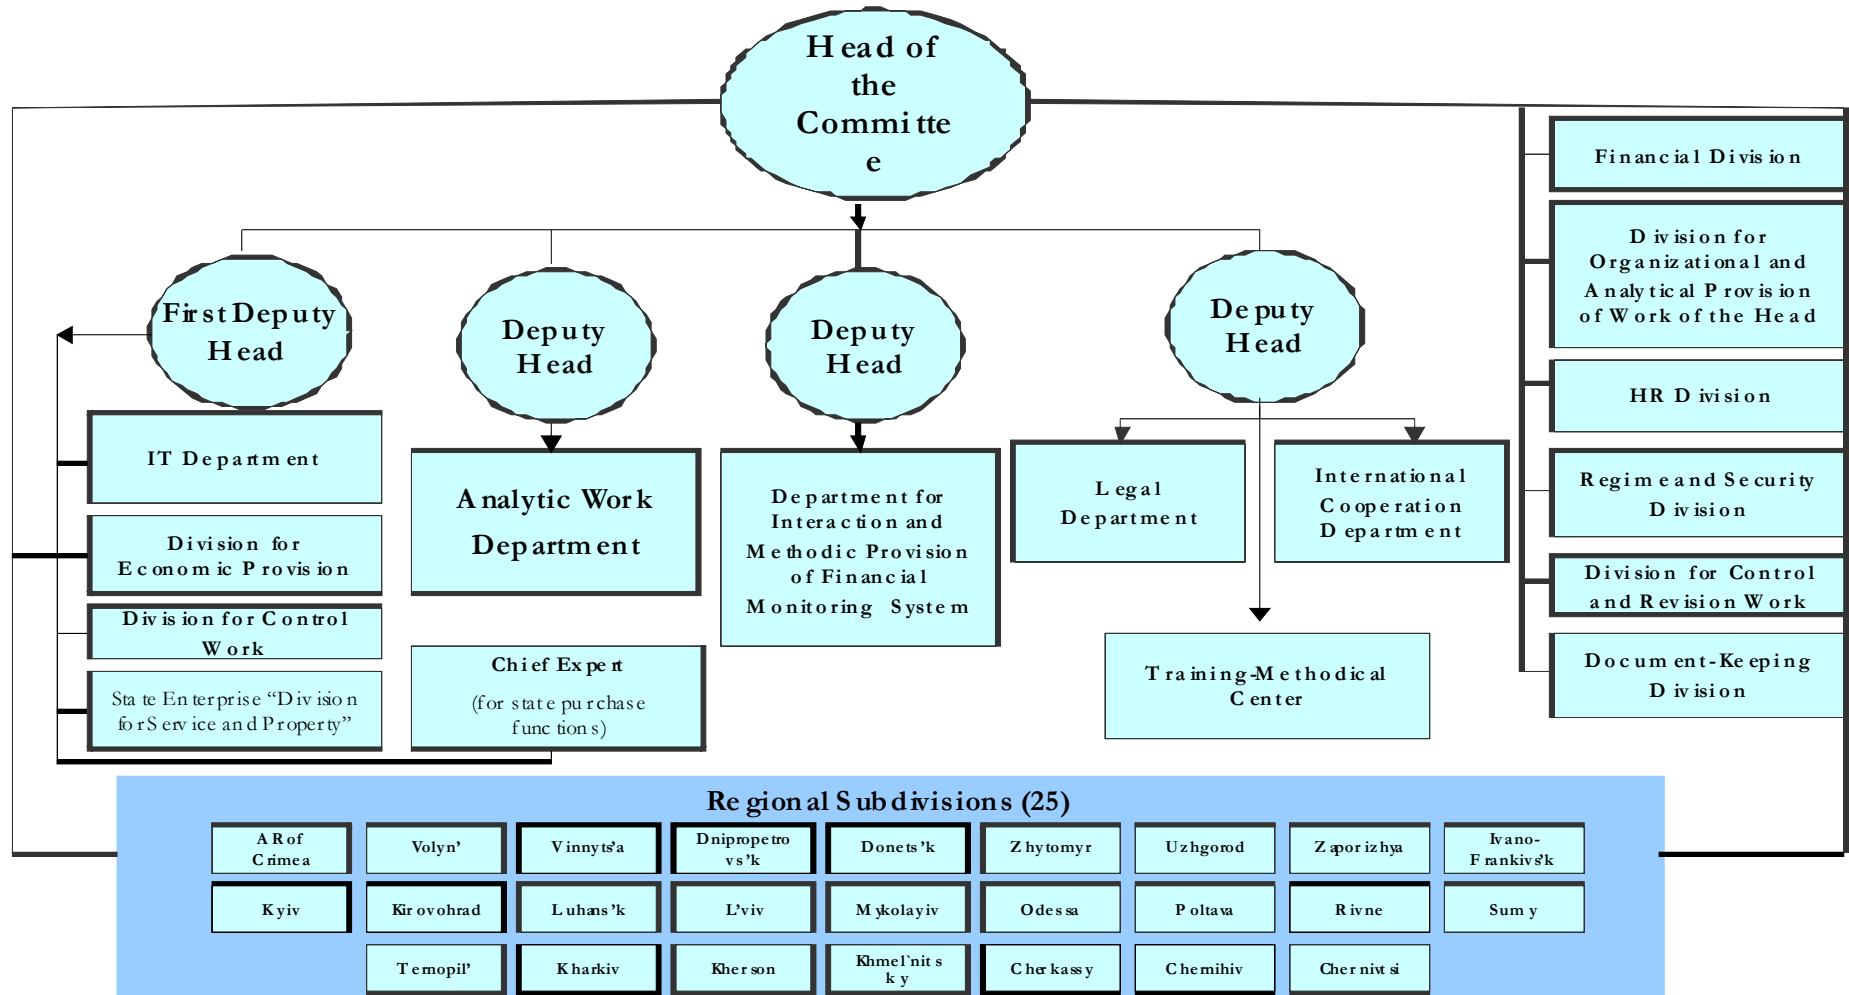 Head of
the
Committe
e
First Deputy
Head
Deputy
Head
Deputy
Head
Deputy
Head
IT Department
Division for
Economic Provision
Division for Control
Work
State Enterprise “Division
for Service and Property”
Analytic Work
Department
Chief Expert
(for state purchase
functions)
Department for
Interaction and
Methodic Provision
of Financial
Monitoring System
Legal
Department
International
Cooperation
Department
Training-Methodical
Center
Financial Division
Division for
Organizational and
Analytical Provision
of Work of the Head
HR Division
Regime and Security
Division
Division for Control
and Revision Work
Document-Keeping
Division
Regional Subdivisions (25)
AR of
Crimea
Volyn’
Vinnyts’a
Dnipropetro
vs’k
Donets’k
Zhytomyr
Uzhgorod
Zaporizhya
Ivano-
Frankivs’k
Kyiv
Kirovohrad
Luhans’k
L’viv
Mykolayiv
Odessa
Poltava
Rivne
Sumy
Ternopil’
Kharkiv
Kherson
Khmel`nits
ky
Cherkassy
Chernihiv
Chernivtsi